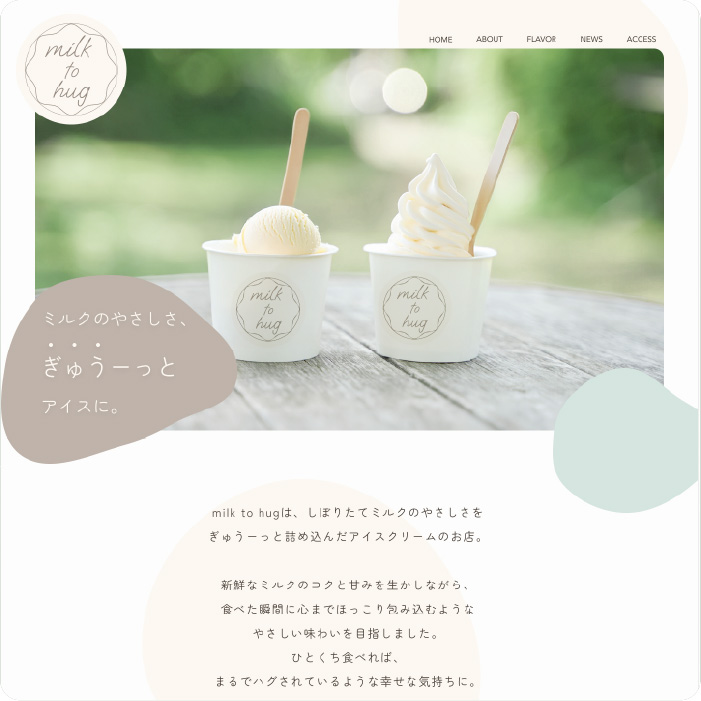 milk
to
hug
HOME ABOUT FLAVOR NEWS ACCESS
milk
to
hug
milk
to
hug
ミルクのやさしさ、
ぎゅうーっと
アイスに。
milk to hugは、しぼりたてミルクのやさしさを
ぎゅうーっと詰め込んだアイスクリームのお店。
新鮮なミルクのコクと甘みを生かしながら、
食べた瞬間に心までほっこり包み込むような
やさしい味わいを目指しました。
ひとくち食べれば、
まるでハグされているような幸せな気持ちに。